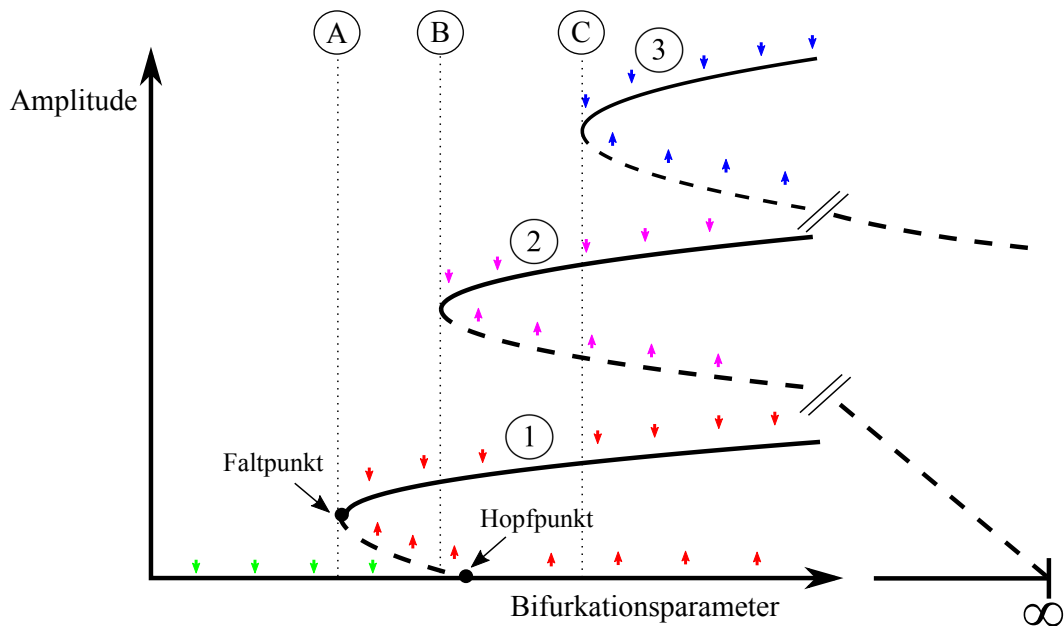 A
B
C
3
Amplitude
2
1
Faltpunkt
Hopfpunkt
Bifurkationsparameter
∞